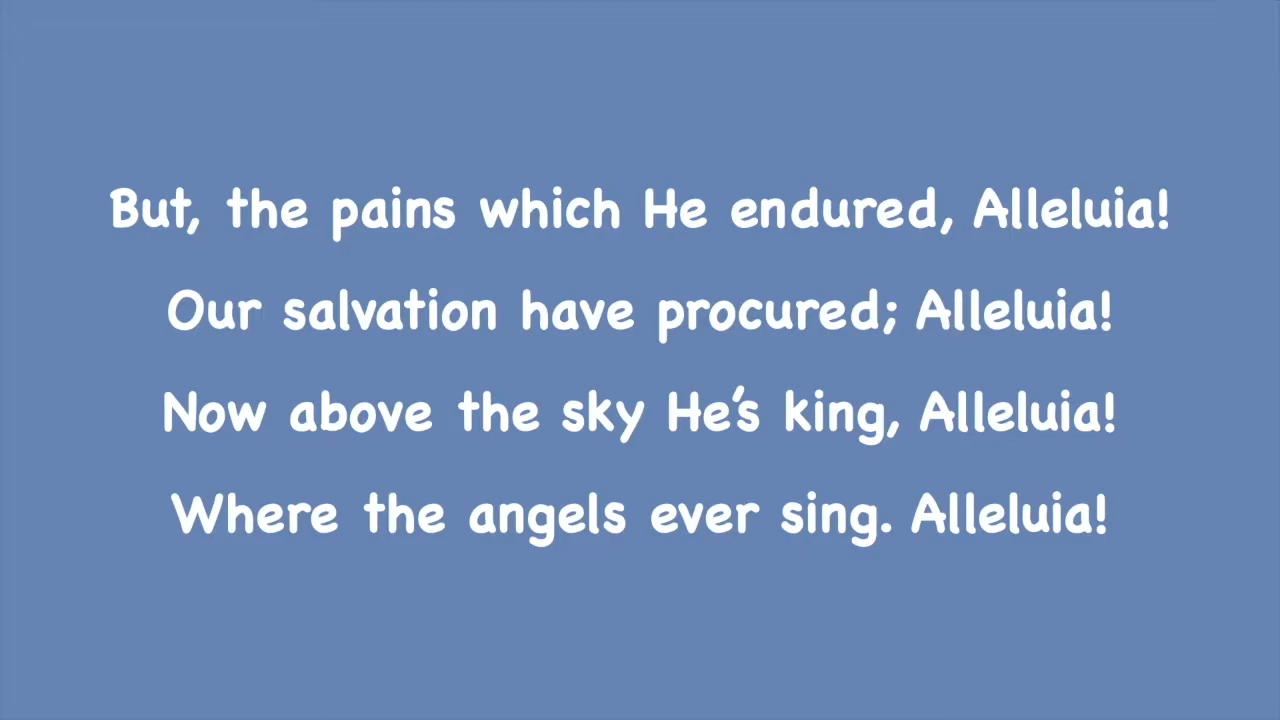 But, the pains which He endured, Alleluia!
Our salvation have procured; Alleluia!
Now above the sky He's king, Alleluia!
Where the angels ever sing. Alleluia!